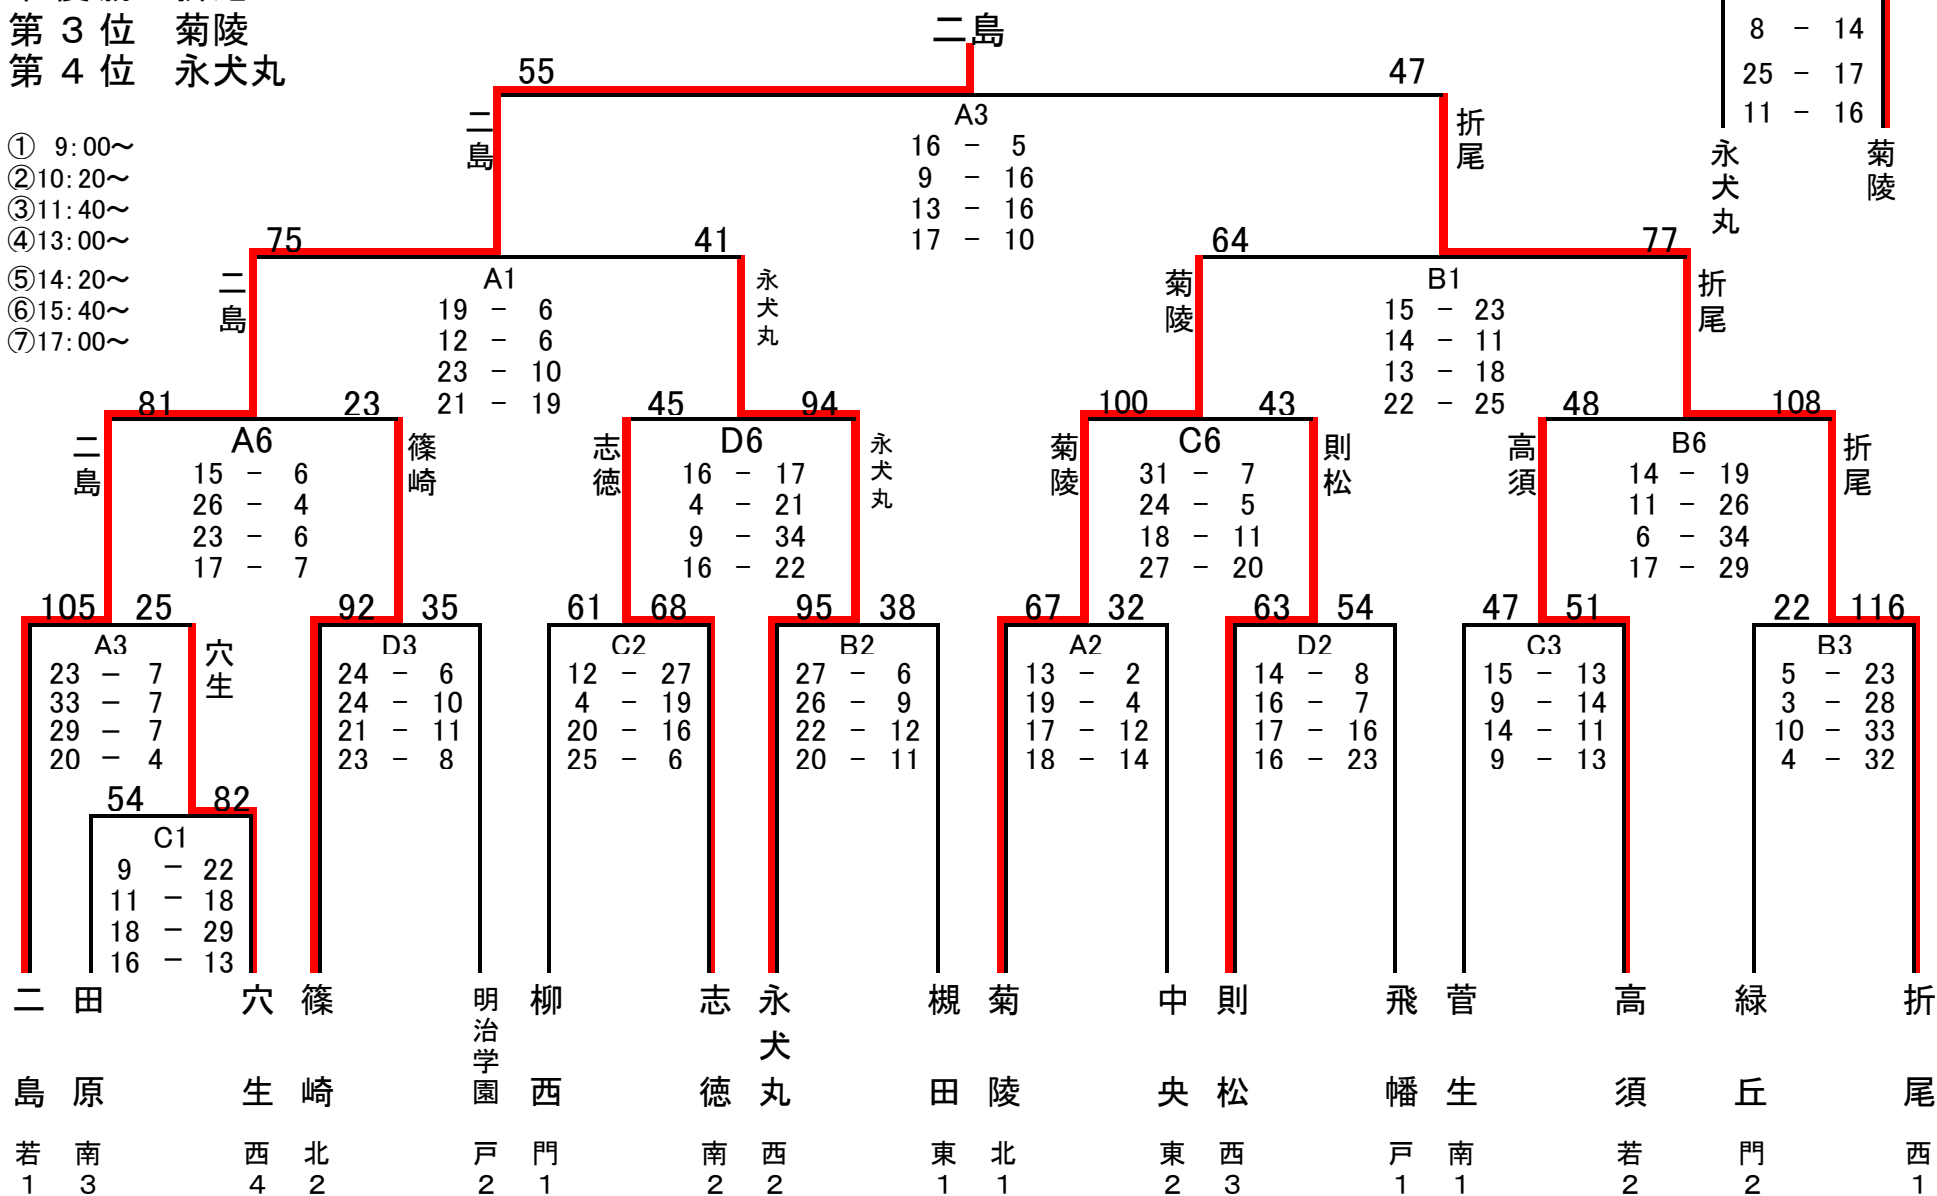 第３位 菊陵
第４位 永犬丸
① 9:00～
②10:20～
③11:40～
④13:00～
⑤14:20～
⑥15:40～
⑦17:00～
二島
8 － 14
25 － 17
11 － 16
永犬丸 菊陵
55 47
二島 折尾
A3
16 － 5
9 － 16
13 － 16
17 － 10
75 41
二島 永犬丸
A1
19 － 6
12 － 6
23 － 10
21 － 19
64 77
菊陵 折尾
B1
15 － 23
14 － 11
13 － 18
22 － 25
81 23
二島 篠崎
A6
15 － 6
26 － 4
23 － 6
17 － 7
45 94
志徳 永犬丸
D6
16 － 17
4 － 21
9 － 34
16 － 22
100 43
菊陵 則松
C6
31 － 7
24 － 5
18 － 11
27 － 20
48 108
高須 折尾
B6
14 － 19
11 － 26
6 － 34
17 － 29
105 25
穴生
A3
23 － 7
33 － 7
29 － 7
20 － 4
92 35
D3
24 － 6
24 － 10
21 － 11
23 － 8
61 68
C2
12 － 27
4 － 19
20 － 16
25 － 6
95 38
B2
27 － 6
26 － 9
22 － 12
20 － 11
67 32
A2
13 － 2
19 － 4
17 － 12
18 － 14
63 54
D2
14 － 8
16 － 7
17 － 16
16 － 23
47 51
C3
15 － 13
9 － 14
14 － 11
9 － 13
22 116
B3
5 － 23
3 － 28
10 － 33
4 － 32
54 82
C1
9 － 22
11 － 18
18 － 29
16 － 13
二島 若1
田原 南3
穴生 西4
篠崎 北2
明治学園 戸2
柳西 門1
志徳 南2
永犬丸 西2
槻田 東1
菊陵 北1
中央 東2
則松 西3
飛幡 戸1
菅生 南1
高須 若2
緑丘 門2
折尾 西1